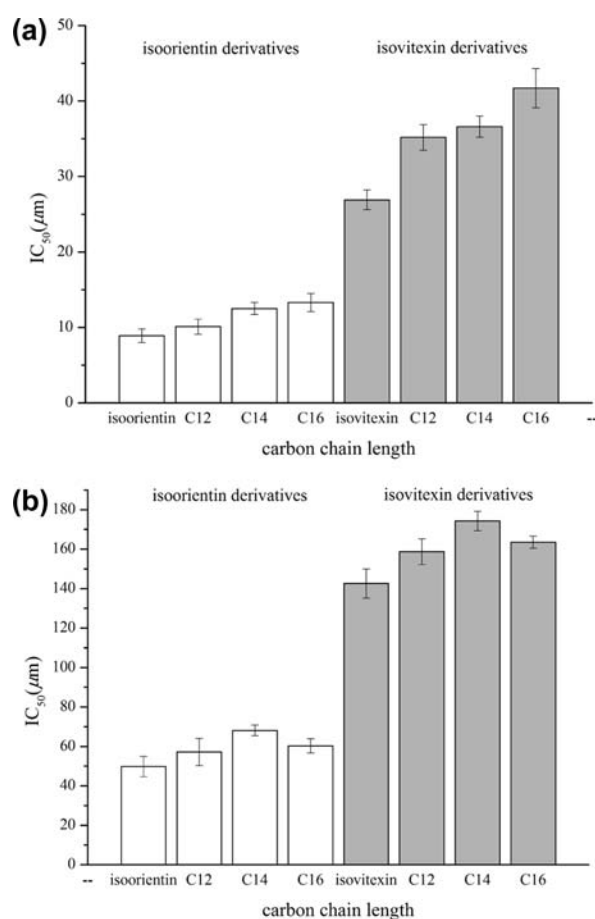 (a)
50
40
30
20
10
0
IC50(μm)
isoorientin derivatives
isovitexin derivatives
isoorientin C12 C14 C16 isovitexin C12 C14 C16 --
carbon chain length
(b)
180
160
140
120
100
80
60
40
20
0
IC50(μm)
isoorientin derivatives
isovitexin derivatives
-- isoorientin C12 C14 C16 isovitexin C12 C14 C16
carbon chain length